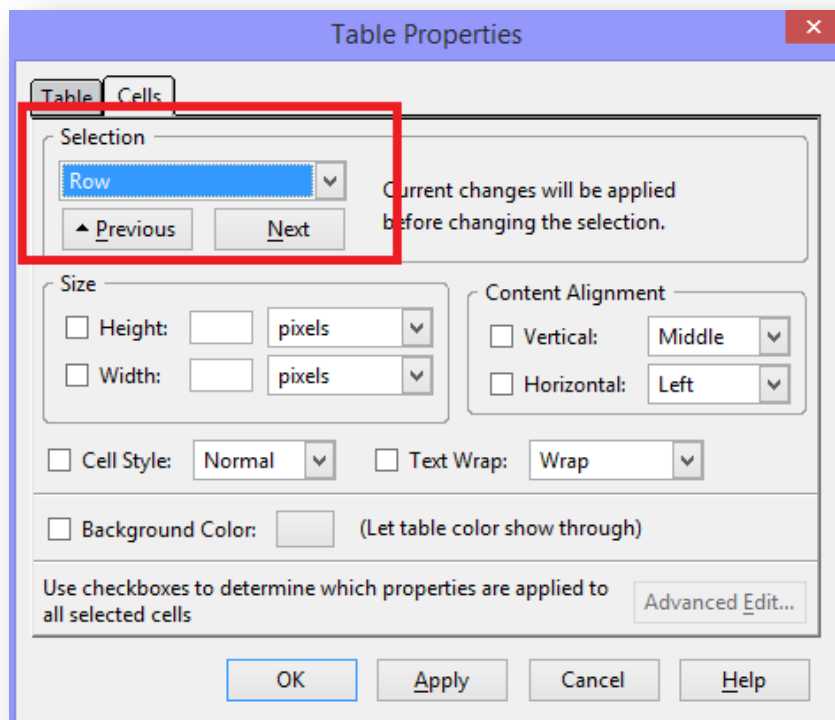 Table Properties
Table Cells
Selection
Row
Current changes will be applied
before changing the selection.
Previous Next
Size
Content Alignment
Height: pixels
Vertical: Middle
Width: pixels
Horizontal: Left
Cell Style: Normal Text Wrap: Wrap
Background Color: (Let table color show through)
Use checkboxes to determine which properties are applied to
all selected cells
Advanced Edit...
OK Apply Cancel Help